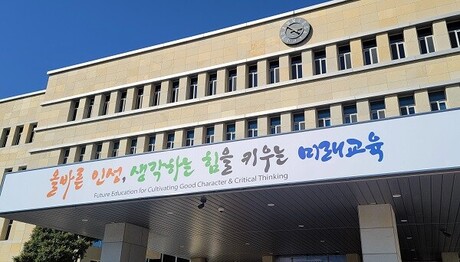 올바른 인성, 생각하는 힘을 키우는 미래교육
Future Education for Cultivating Good Character & Critical Thinking